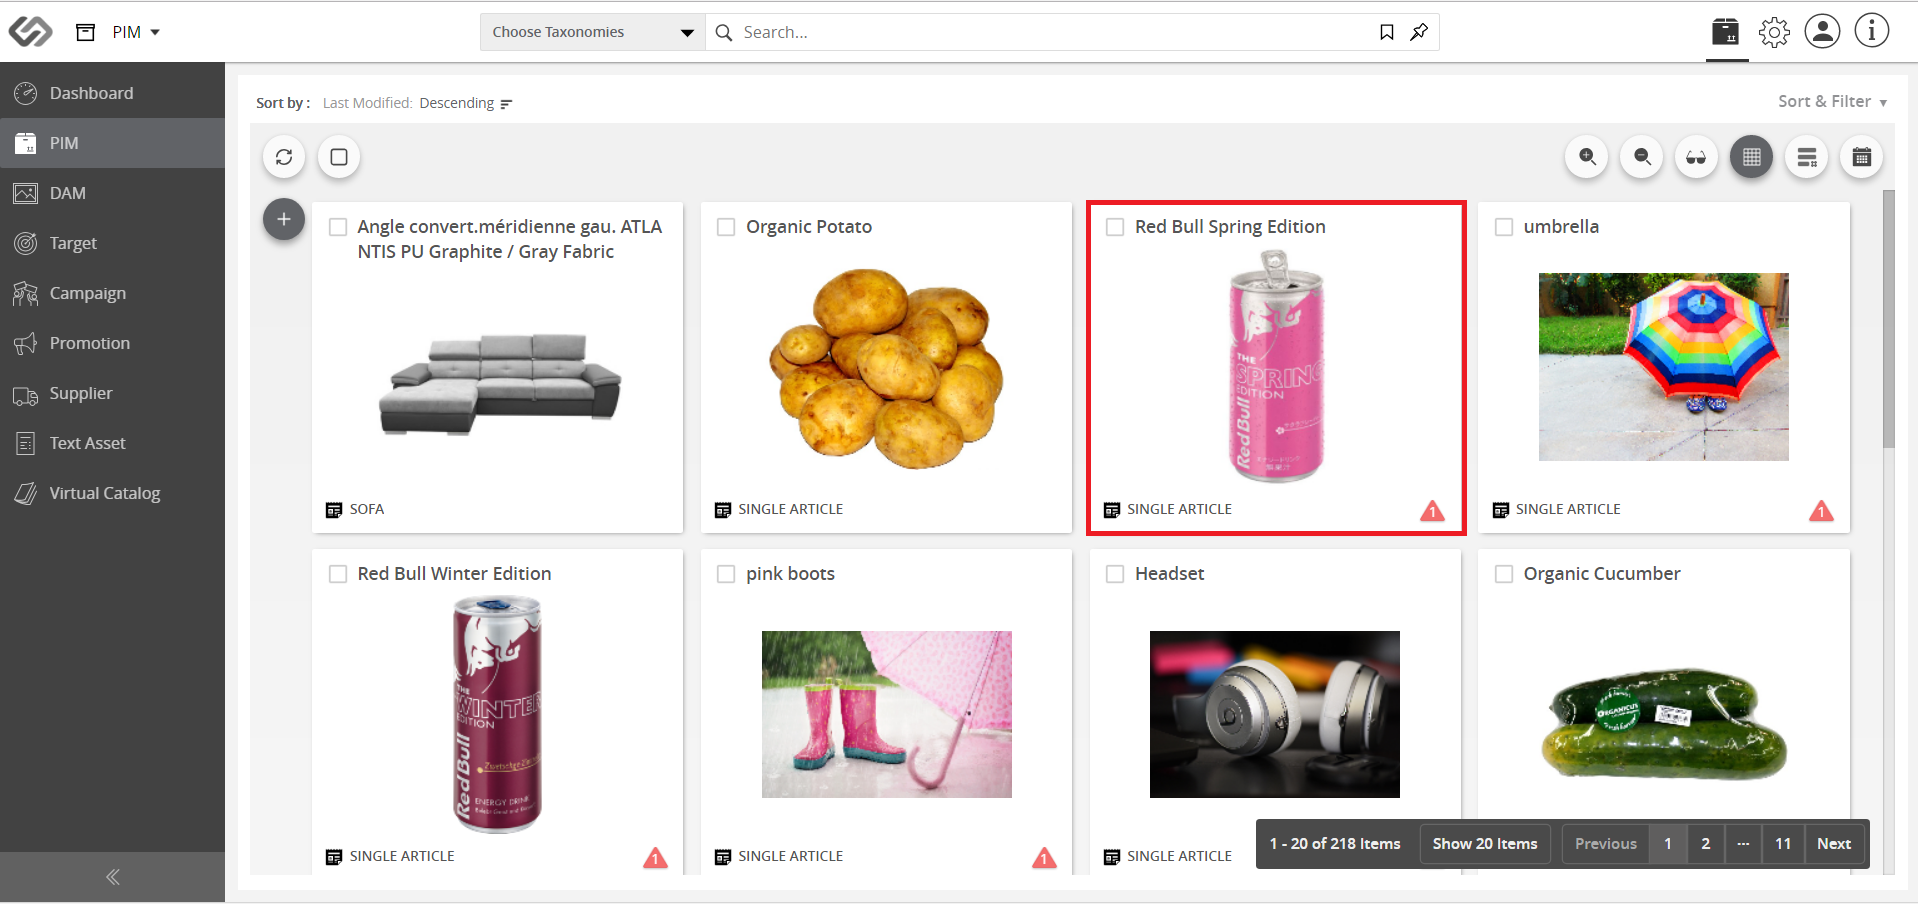 PIM
Choose Taxonomies
Search...
Dashboard
PIM
DAM
Target
Campaign
Promotion
Supplier
Text Asset
Virtual Catalog
Sort by : Last Modified: Descending
Sort & Filter
Angle convert.méridienne gau. ATLA
NTIS PU Graphite / Gray Fabric
SOFA
Organic Potato
SINGLE ARTICLE
Red Bull Spring Edition
THE
SPRING
EDITION
Red Bull
SINGLE ARTICLE
1
umbrella
SINGLE ARTICLE
1
Red Bull Winter Edition
THE
WINTER
EDITION
Red Bull
ENERGY DRINK
SINGLE ARTICLE
1
pink boots
SINGLE ARTICLE
1
Headset
SINGLE ARTICLE
Organic Cucumber
ORGANICUS
1 - 20 of 218 Items
Show 20 Items
Previous 1 2 ... 11 Next